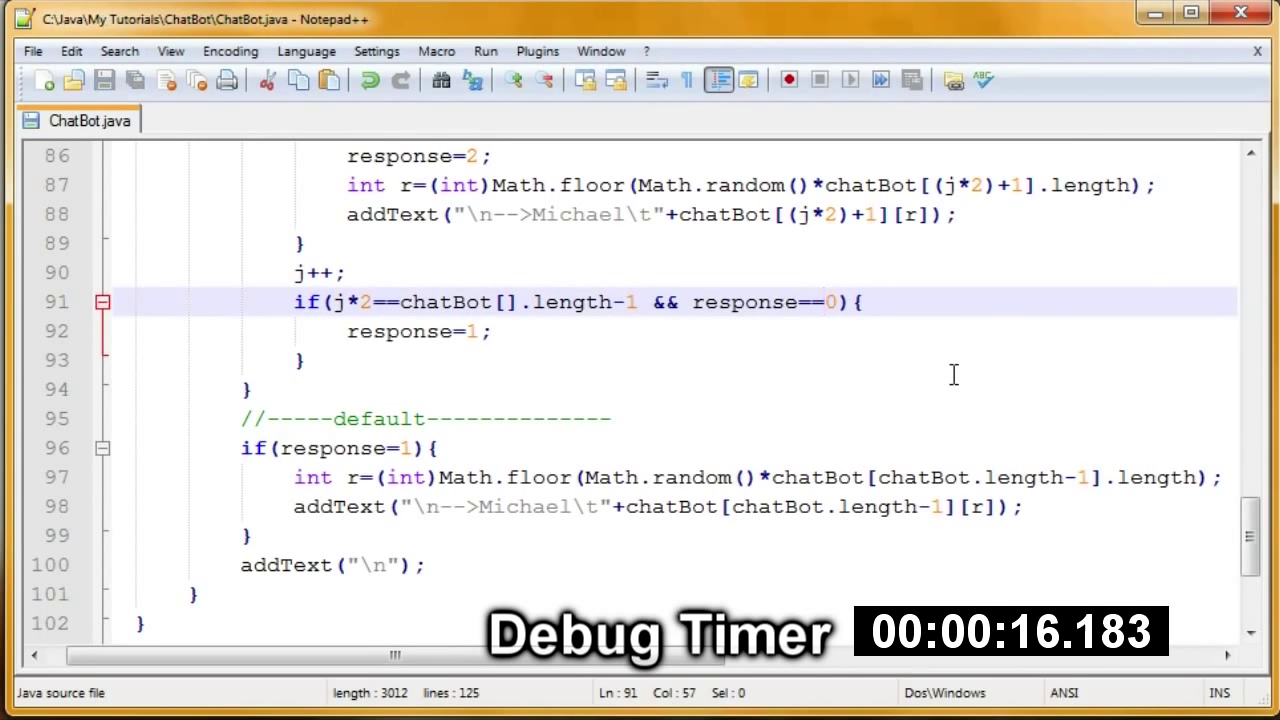 C:\Java\My Tutorials\ChatBot\ChatBot.java - Notepad++
File Edit Search View Encoding Language Settings Macro Run Plugins Window ? X
ABC
ChatBot.java
86 response=2;
87 int r=(int)Math.floor(Math.random()*chatBot[(j*2)+1].length);
88 addText("\n-->Michael\t"+chatBot[(j*2)+1][r]);
89 }
90 j++;
91 if(j*2==chatBot[].length-1 && response==0){
92 response=1;
93 }
94 }
95 //-----default--------------
96 if(response=1){
97 int r=(int)Math.floor(Math.random()*chatBot[chatBot.length-1].length);
98 addText("\n-->Michael\t"+chatBot[chatBot.length-1][r]);
99 }
100 addText("\n");
101 }
102 }
Debug Timer 00:00:16.183
Java source file length : 3012 lines : 125 Ln : 91 Col : 57 Sel : 0 Dos\Windows ANSI INS